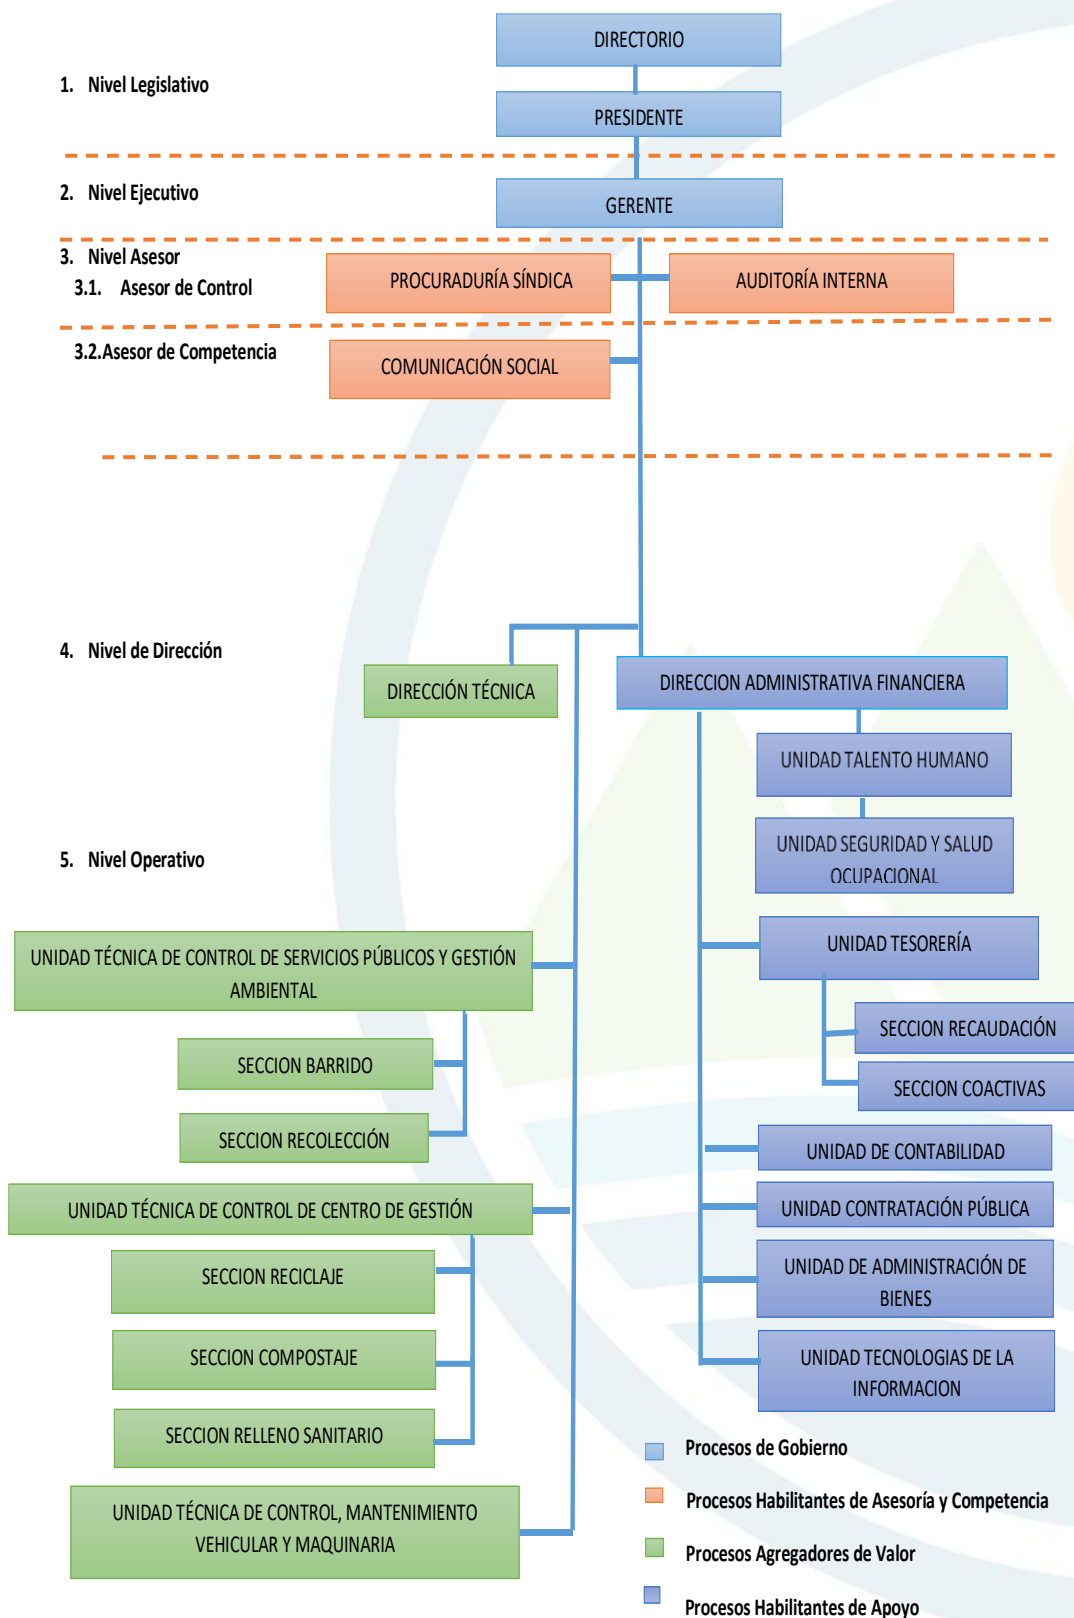 DIRECTORIO
1. Nivel Legislativo
PRESIDENTE
2. Nivel Ejecutivo
GERENTE
3. Nivel Asesor
3.1. Asesor de Control
PROCURADURÍA SÍNDICA
AUDITORÍA INTERNA
3.2.Asesor de Competencia
COMUNICACIÓN SOCIAL
4. Nivel de Dirección
DIRECCIÓN TÉCNICA
DIRECCION ADMINISTRATIVA FINANCIERA
UNIDAD TALENTO HUMANO
5. Nivel Operativo
UNIDAD SEGURIDAD Y SALUD
OCUPACIONAL
UNIDAD TÉCNICA DE CONTROL DE SERVICIOS PÚBLICOS Y GESTIÓN
AMBIENTAL
SECCION BARRIDO
SECCION RECOLECCIÓN
UNIDAD TÉCNICA DE CONTROL DE CENTRO DE GESTIÓN
SECCION RECICLAJE
SECCION COMPOSTAJE
SECCION RELLENO SANITARIO
UNIDAD TÉCNICA DE CONTROL, MANTENIMIENTO
VEHICULAR Y MAQUINARIA
UNIDAD TESORERÍA
SECCION RECAUDACIÓN
SECCION COACTIVAS
UNIDAD DE CONTABILIDAD
UNIDAD CONTRATACIÓN PÚBLICA
UNIDAD DE ADMINISTRACIÓN DE
BIENES
UNIDAD TECNOLOGIAS DE LA
INFORMACION
Procesos de Gobierno
Procesos Habilitantes de Asesoría y Competencia
Procesos Agregadores de Valor
Procesos Habilitantes de Apoyo